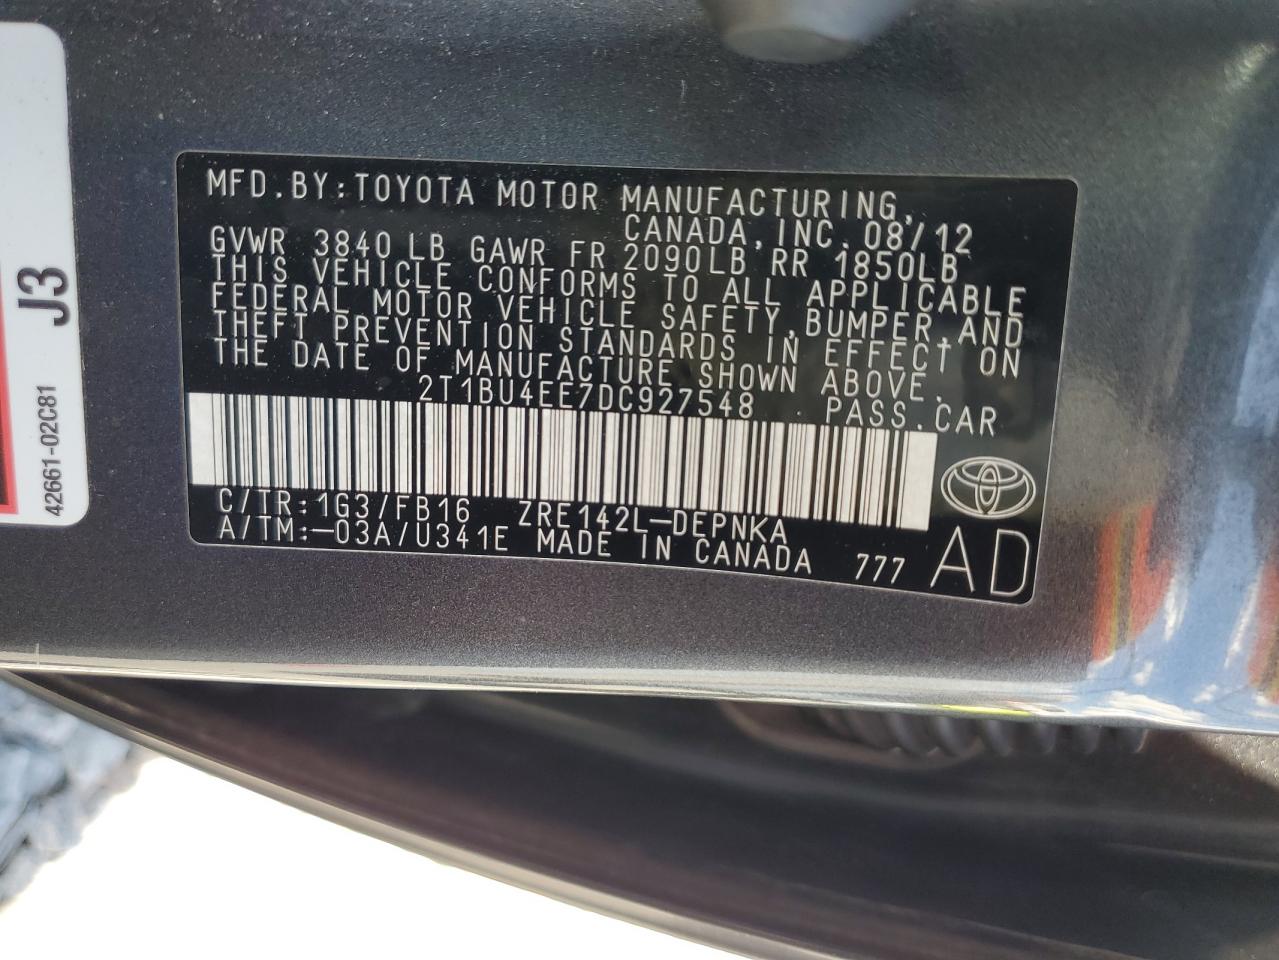 MFD.BY:TOYOTA MOTOR MANUFACTURING,
CANADA,INC.08/12
GVWR 3840 LB GAWR FR 2090LB RR 1850LB
THIS VEHICLE CONFORMS TO ALL APPLICABLE
FEDERAL MOTOR VEHICLE SAFETY,BUMPER,AND
THEFT PREVENTION STANDARDS IN EFFECT ON
THE DATE OF MANUFACTURE SHOWN ABOVE.
2T1BU4EE7DC927548 PASS.CAR
C/TR:1G3/FB16 ZRE142L-DEPNKA
A/TM:-03A/U341E MADE IN CANADA 777 AD
J3
42661-02C81